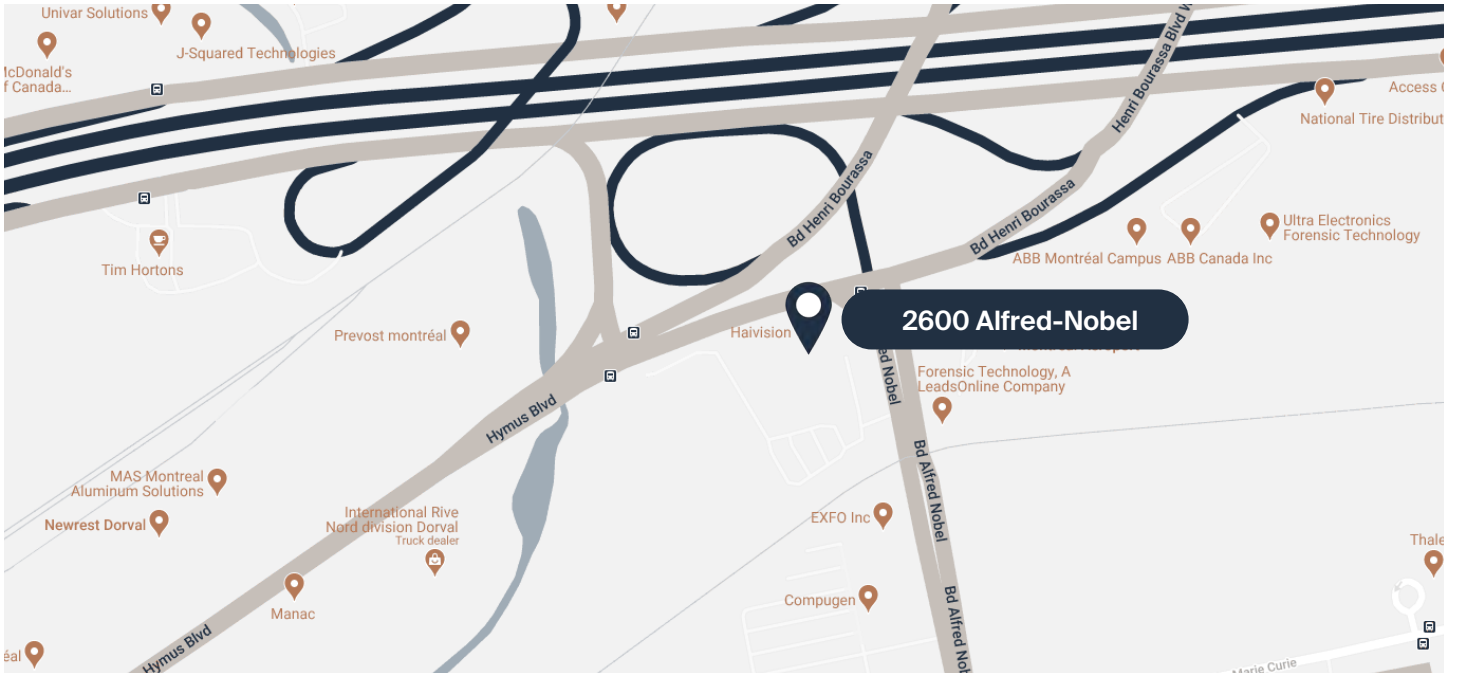 Univar Solutions
J-Squared Technologies
McDonald's
f Canada...
Henri Bourassa Blvd W
Access
National Tire Distribut
Bd Henri Bourassa
Bd Henri Bourassa
Ultra Electronics
Forensic Technology
ABB Montréal Campus
ABB Canada Inc
Tim Hortons
2600 Alfred-Nobel
Haivision
Prevost montréal
ed Nobel
Forensic Technology, A
LeadsOnline Company
Hymus Blvd
Bd Alfred Nobel
MAS Montreal
Aluminum Solutions
Newrest Dorval
International Rive
Nord division Dorval
Truck dealer
EXFO Inc
Thale
Manac
Compugen
Bd Alfred Nob
Hymus Blvd
éal
Marie Curie